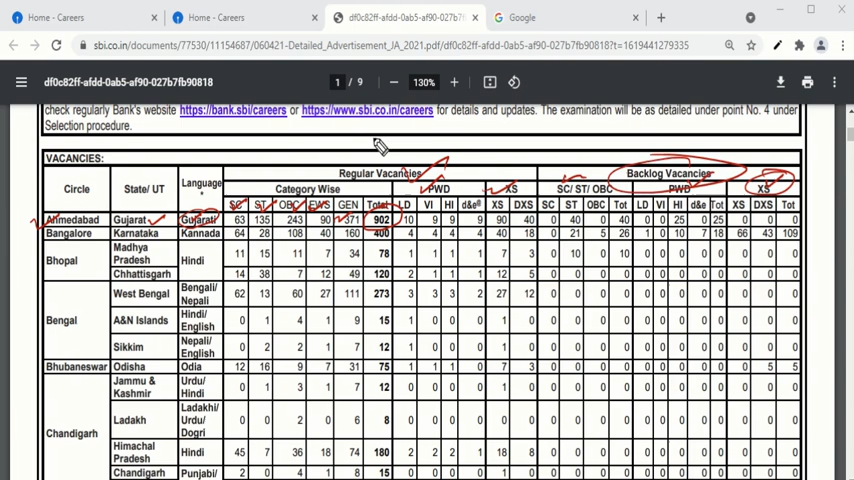 Home - Careers Home - Careers df0c82ff-afdd-0ab5-af90-027b7fb9 Google
sbi.co.in/documents/77530/11154687/060421-Detailed_Advertisement_JA_2021.pdf/df0c82ff-afdd-0ab5-af90-027b7fb90818?t=1619441279335
df0c82ff-afdd-0ab5-af90-027b7fb90818 1 / 9 130%
check regularly Bank's website https://bank.sbi/careers or https://www.sbi.co.in/careers for details and updates. The examination will be as detailed under point No. 4 under
Selection procedure.
VACANCIES:
Circle State/ UT Language* Regular Vacancies Backlog Vacancies
Category Wise PWD XS SC/ ST/ OBC PWD XS
SC ST OBC EWS GEN Total LD VI HI d&e# XS DXS SC ST OBC Tot LD VI HI d&e Tot XS DXS Tot
Ahmedabad Gujarat Gujarati 63 135 243 90 371 902 10 9 9 9 90 40 0 40 0 40 0 0 25 0 25 0 0 0
Bangalore Karnataka Kannada 64 28 108 40 160 400 4 4 4 4 40 18 0 21 5 26 1 0 10 7 18 66 43 109
Bhopal Madhya Pradesh Hindi 11 15 11 7 34 78 1 1 1 1 7 3 0 10 0 10 0 0 0 0 0 0 0 0
Chhattisgarh 14 38 7 12 49 120 2 1 1 1 12 5 0 0 0 0 0 0 0 0 0 0 0 0
Bengal West Bengal Bengali/ Nepali 62 13 60 27 111 273 3 3 3 2 27 12 0 0 0 0 0 0 0 0 0 0 0 0
A&N Islands Hindi/ English 0 1 4 1 9 15 1 0 0 0 1 0 0 0 0 0 0 0 0 0 0 0 0 0
Sikkim Nepali/ English 0 2 2 1 7 12 1 0 0 0 1 0 0 0 0 0 0 0 0 0 0 0 0 0
Bhubaneswar Odisha Odia 12 16 9 7 31 75 1 1 1 0 7 3 0 0 0 0 0 0 0 0 0 0 5 5
Chandigarh Jammu & Kashmir Urdu/ Hindi 0 1 3 1 7 12 1 0 0 0 1 0 0 0 0 0 0 0 0 0 0 0 0 0
Ladakh Ladakhi/ Urdu/ Dogri 0 0 2 0 6 8 1 0 0 0 0 0 0 0 0 0 0 0 0 0 0 0 0 0
Himachal Pradesh Hindi 45 7 36 18 74 180 2 2 2 1 18 8 0 0 0 0 0 0 0 0 0 0 0 0
Chandigarh Punjabi/ 2 0 4 1 8 15 1 0 0 0 1 0 0 0 0 0 0 0 0 0 0 0 0 0